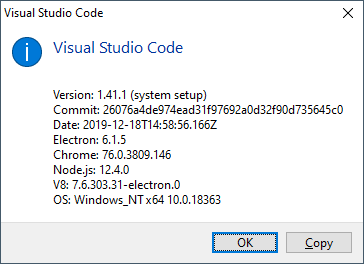 Visual Studio Code
Visual Studio Code
Version: 1.41.1 (system setup)
Commit: 26076a4de974ead31f97692a0d32f90d735645c0
Date: 2019-12-18T14:58:56.166Z
Electron: 6.1.5
Chrome: 76.0.3809.146
Node.js: 12.4.0
V8: 7.6.303.31-electron.0
OS: Windows_NT x64 10.0.18363
OK
Copy